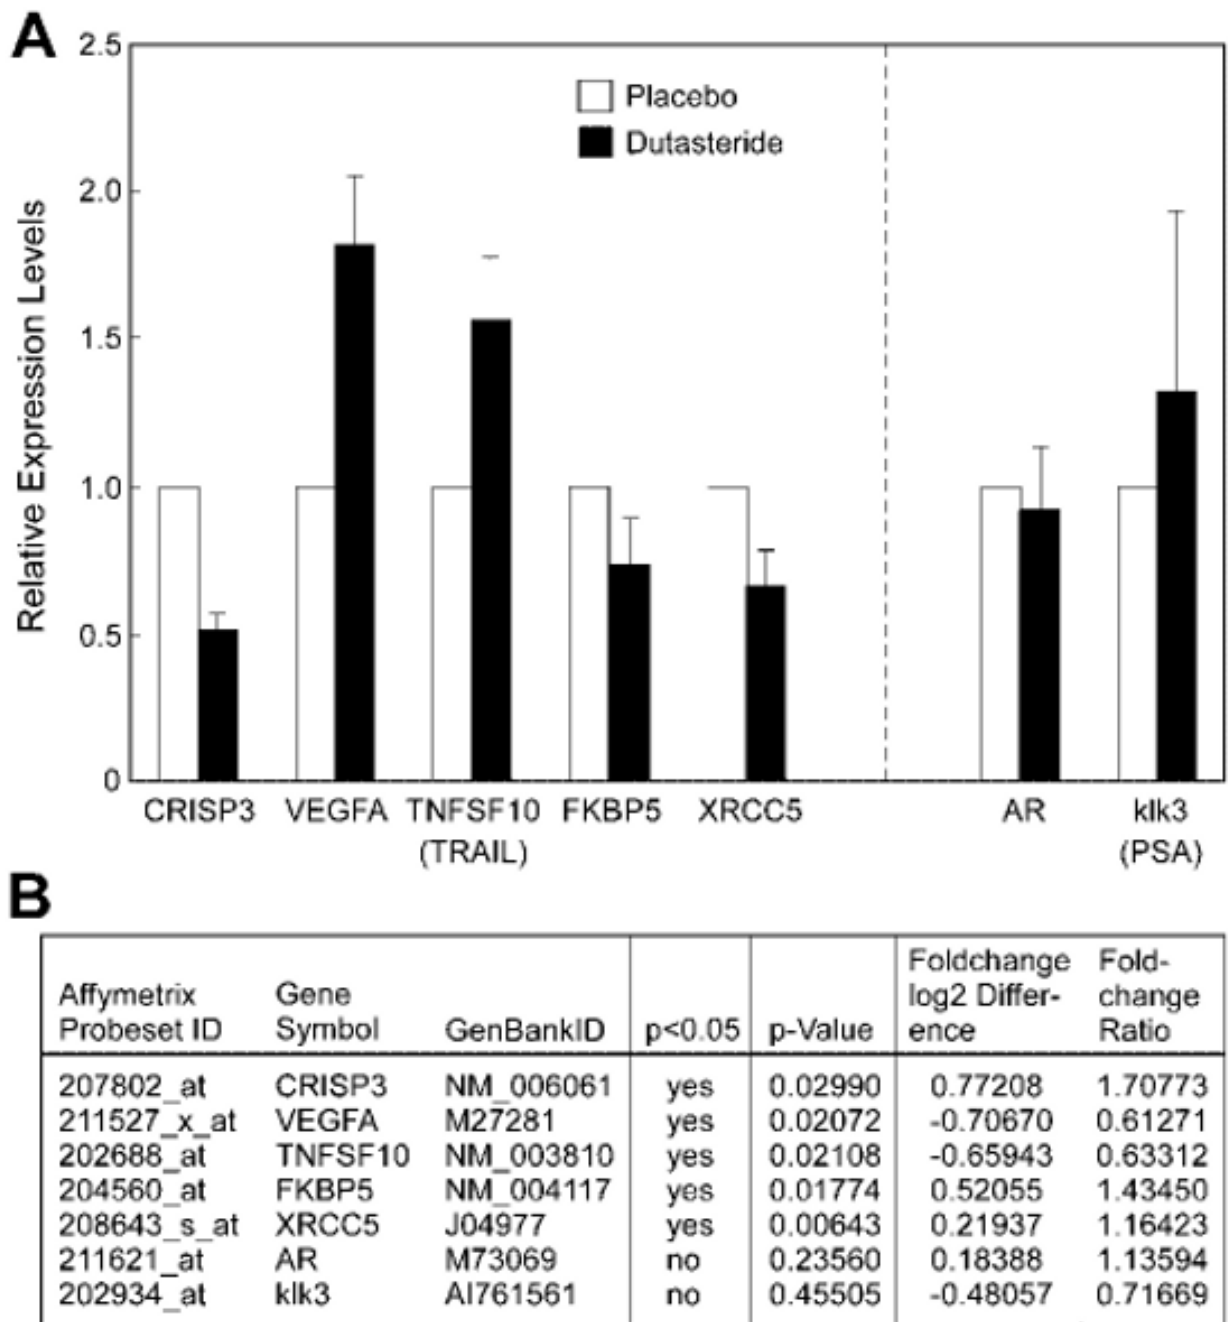 A
2.5
Placebo
Dutasteride
2.0
1.5
1.0
0.5
0
Relative Expression Levels
CRISP3 VEGFA TNFSF10 FKBP5 XRCC5 AR klk3
(TRAIL) (PSA)
B
Affymetrix Probeset ID Gene Symbol GenBankID p<0.05 p-Value Foldchange log2 Differ-ence Fold-change Ratio
207802_at CRISP3 NM_006061 yes 0.02990 0.77208 1.70773
211527_x_at VEGFA M27281 yes 0.02072 -0.70670 0.61271
202688_at TNFSF10 NM_003810 yes 0.02108 -0.65943 0.63312
204560_at FKBP5 NM_004117 yes 0.01774 0.52055 1.43450
208643_s_at XRCC5 J04977 yes 0.00643 0.21937 1.16423
211621_at AR M73069 no 0.23560 0.18388 1.13594
202934_at klk3 AI761561 no 0.45505 -0.48057 0.71669